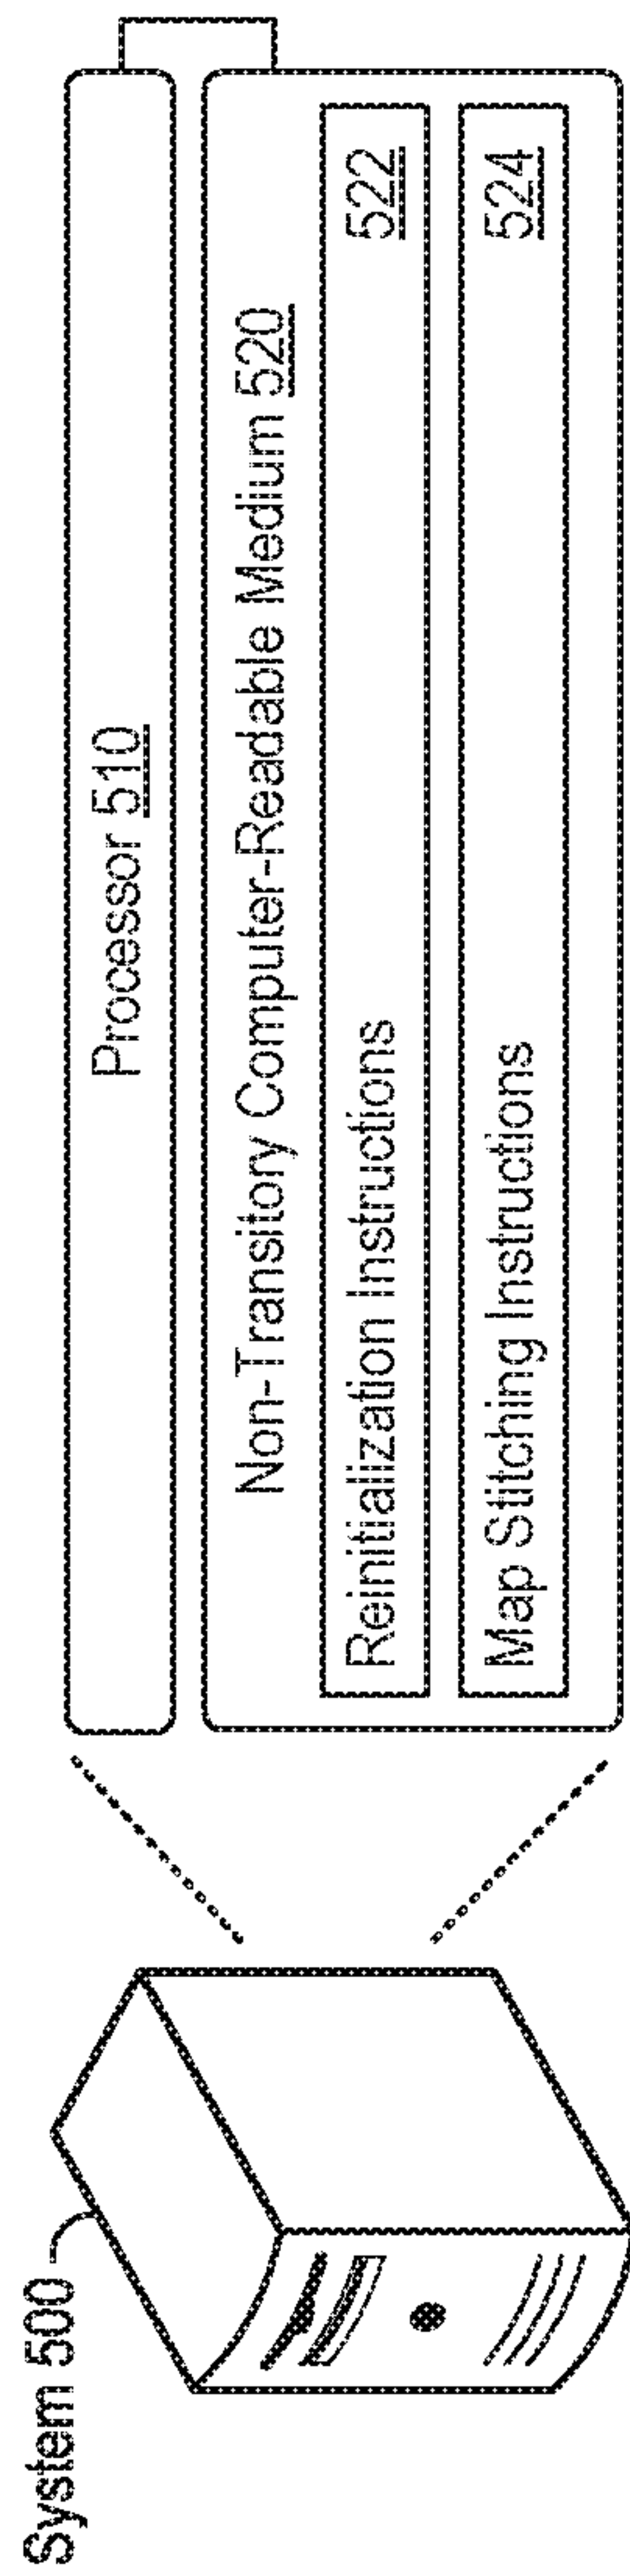 System 500
Processor 510
Non-Transitory Computer-Readable Medium 520
Reinitialization Instructions 522
Map Stitching Instructions 524